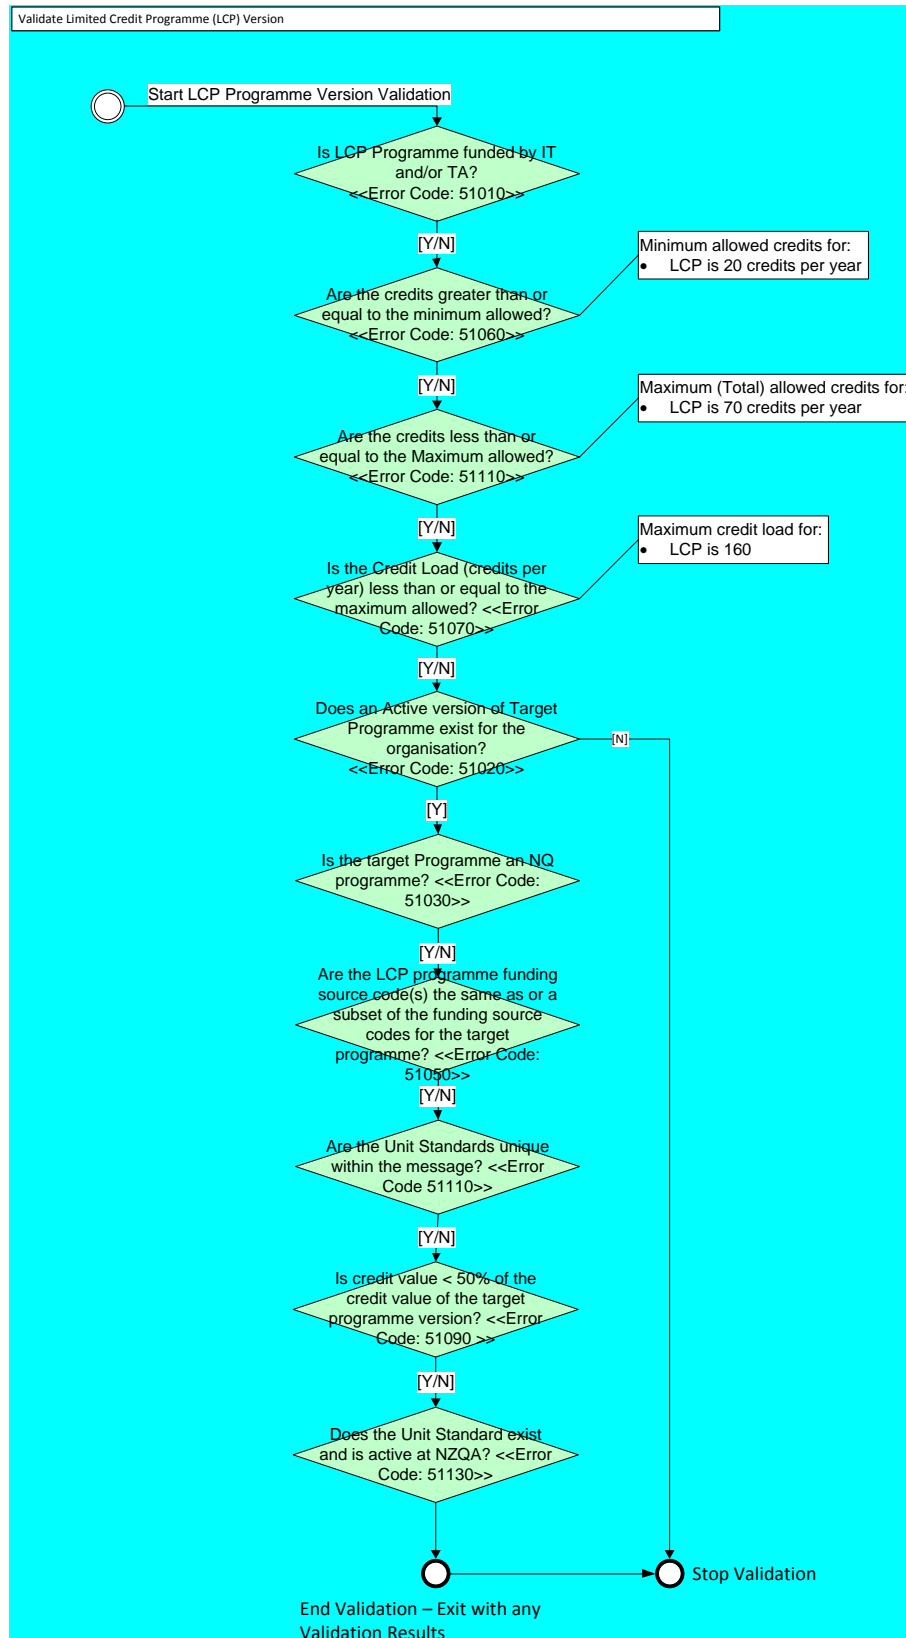 Validate Limited Credit Programme (LCP) Version
Start LCP Programme Version Validation
Is LCP Programme funded by IT
and/or TA?
<<Error Code: 51010>>
[Y/N]
Minimum allowed credits for:
• LCP is 20 credits per year
Are the credits greater than or
equal to the minimum allowed?
<<Error Code: 51060>>
[Y/N]
Maximum (Total) allowed credits for:
• LCP is 70 credits per year
Are the credits less than or
equal to the Maximum allowed?
<<Error Code: 51110>>
[Y/N]
Maximum credit load for:
• LCP is 160
Is the Credit Load (credits per
year) less than or equal to the
maximum allowed? <<Error
Code: 51070>>
[Y/N]
Does an Active version of Target
Programme exist for the
organisation?
<<Error Code: 51020>>
[N]
[Y]
Is the target Programme an NQ
programme? <<Error Code:
51030>>
[Y/N]
Are the LCP programme funding
source code(s) the same as or a
subset of the funding source
codes for the target
programme? <<Error Code:
51050>>
[Y/N]
Are the Unit Standards unique
within the message? <<Error
Code 51110>>
[Y/N]
Is credit value < 50% of the
credit value of the target
programme version? <<Error
Code: 51090 >>
[Y/N]
Does the Unit Standard exist
and is active at NZQA? <<Error
Code: 51130>>
Stop Validation
End Validation – Exit with any
Validation Results